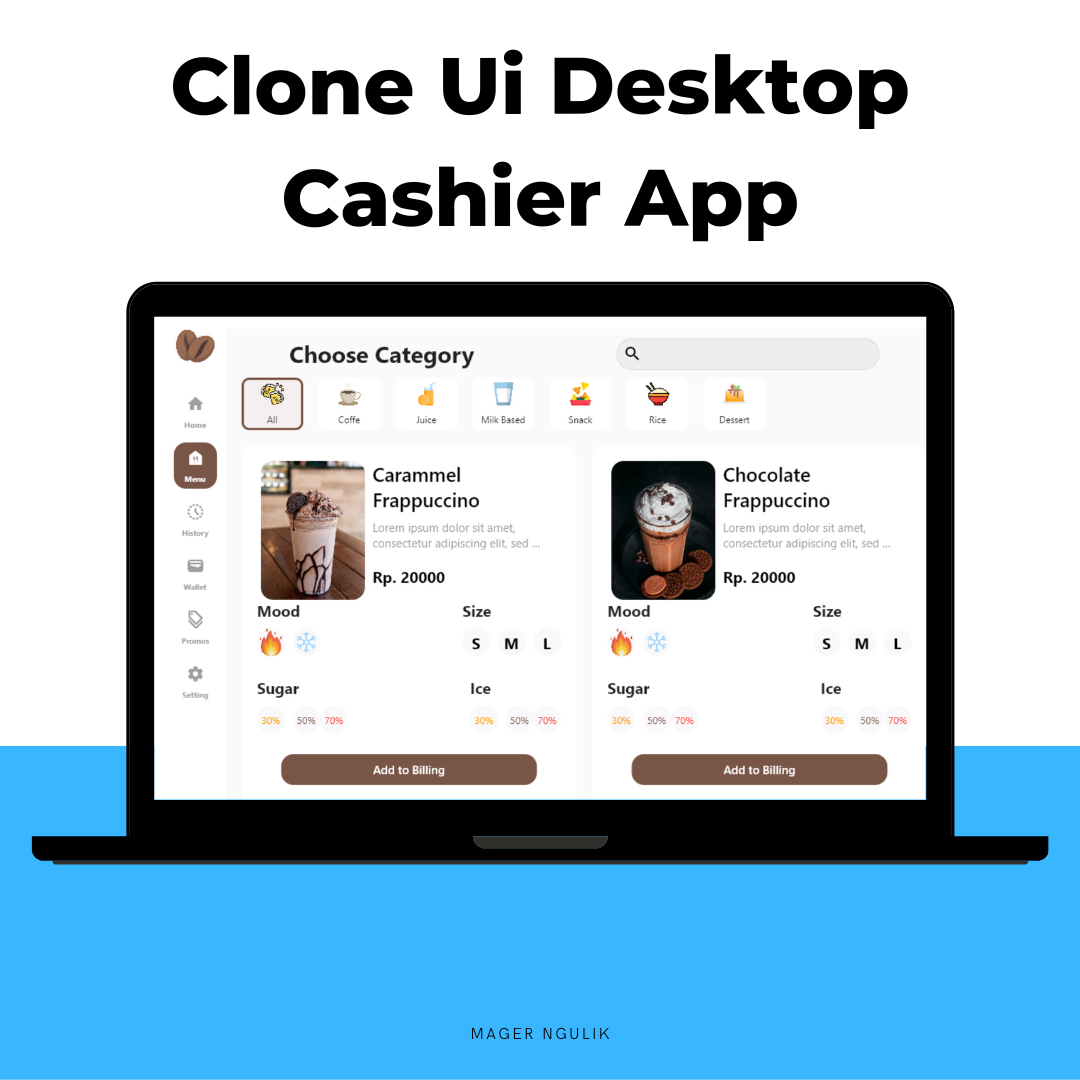 Clone Ui Desktop
Cashier App
Choose Category
All
Coffe
Juice
Milk Based
Snack
Rice
Dessert
Home
Menu
History
Wallet
Promos
Setting
Carammel
Frappuccino
Lorem ipsum dolor sit amet,
consectetur adipiscing elit, sed ...
Rp. 20000
Mood
Size
S M L
Sugar
Ice
30% 50% 70%
30% 50% 70%
Add to Billing
Chocolate
Frappuccino
Lorem ipsum dolor sit amet,
consectetur adipiscing elit, sed ...
Rp. 20000
Mood
Size
S M L
Sugar
Ice
30% 50% 70%
30% 50% 70%
Add to Billing
MAGER NGULIK